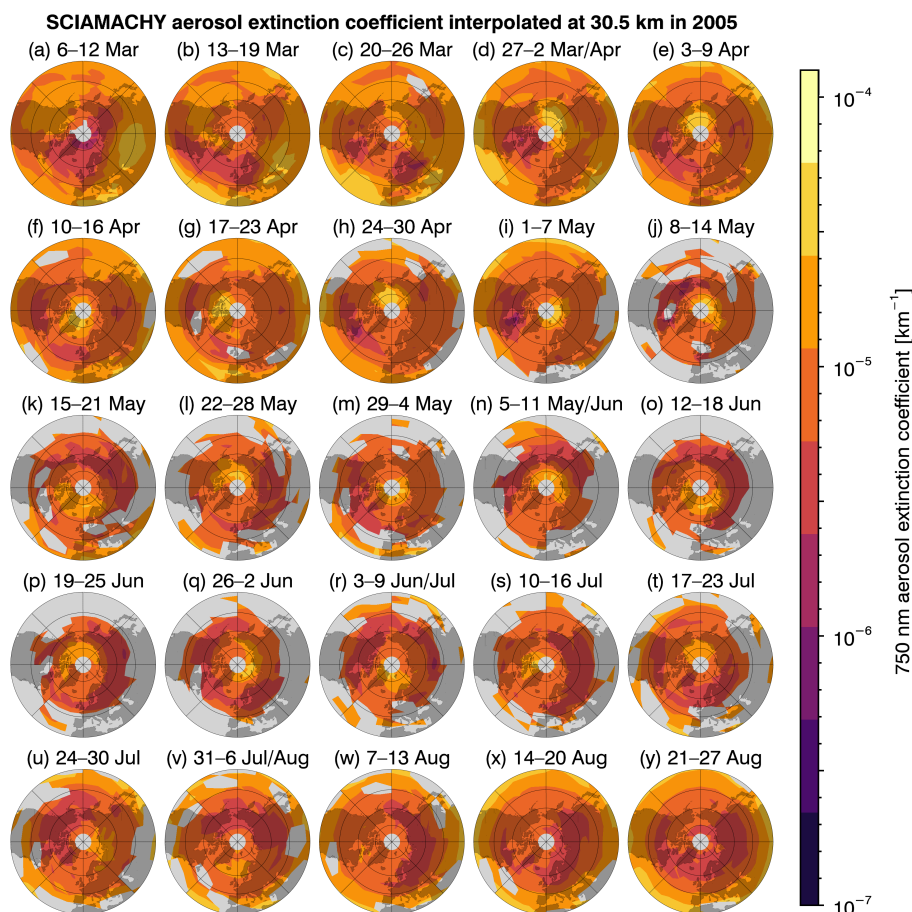 SCIAMACHY aerosol extinction coefficient interpolated at 30.5 km in 2005
(a) 6–12 Mar
(b) 13–19 Mar
(c) 20–26 Mar
(d) 27–2 Mar/Apr
(e) 3–9 Apr
(f) 10–16 Apr
(g) 17–23 Apr
(h) 24–30 Apr
(i) 1–7 May
(j) 8–14 May
(k) 15–21 May
(l) 22–28 May
(m) 29–4 May
(n) 5–11 May/Jun
(o) 12–18 Jun
(p) 19–25 Jun
(q) 26–2 Jun
(r) 3–9 Jun/Jul
(s) 10–16 Jul
(t) 17–23 Jul
(u) 24–30 Jul
(v) 31–6 Jul/Aug
(w) 7–13 Aug
(x) 14–20 Aug
(y) 21–27 Aug
10⁻⁴
10⁻⁵
10⁻⁶
10⁻⁷
750 nm aerosol extinction coefficient [km⁻¹]